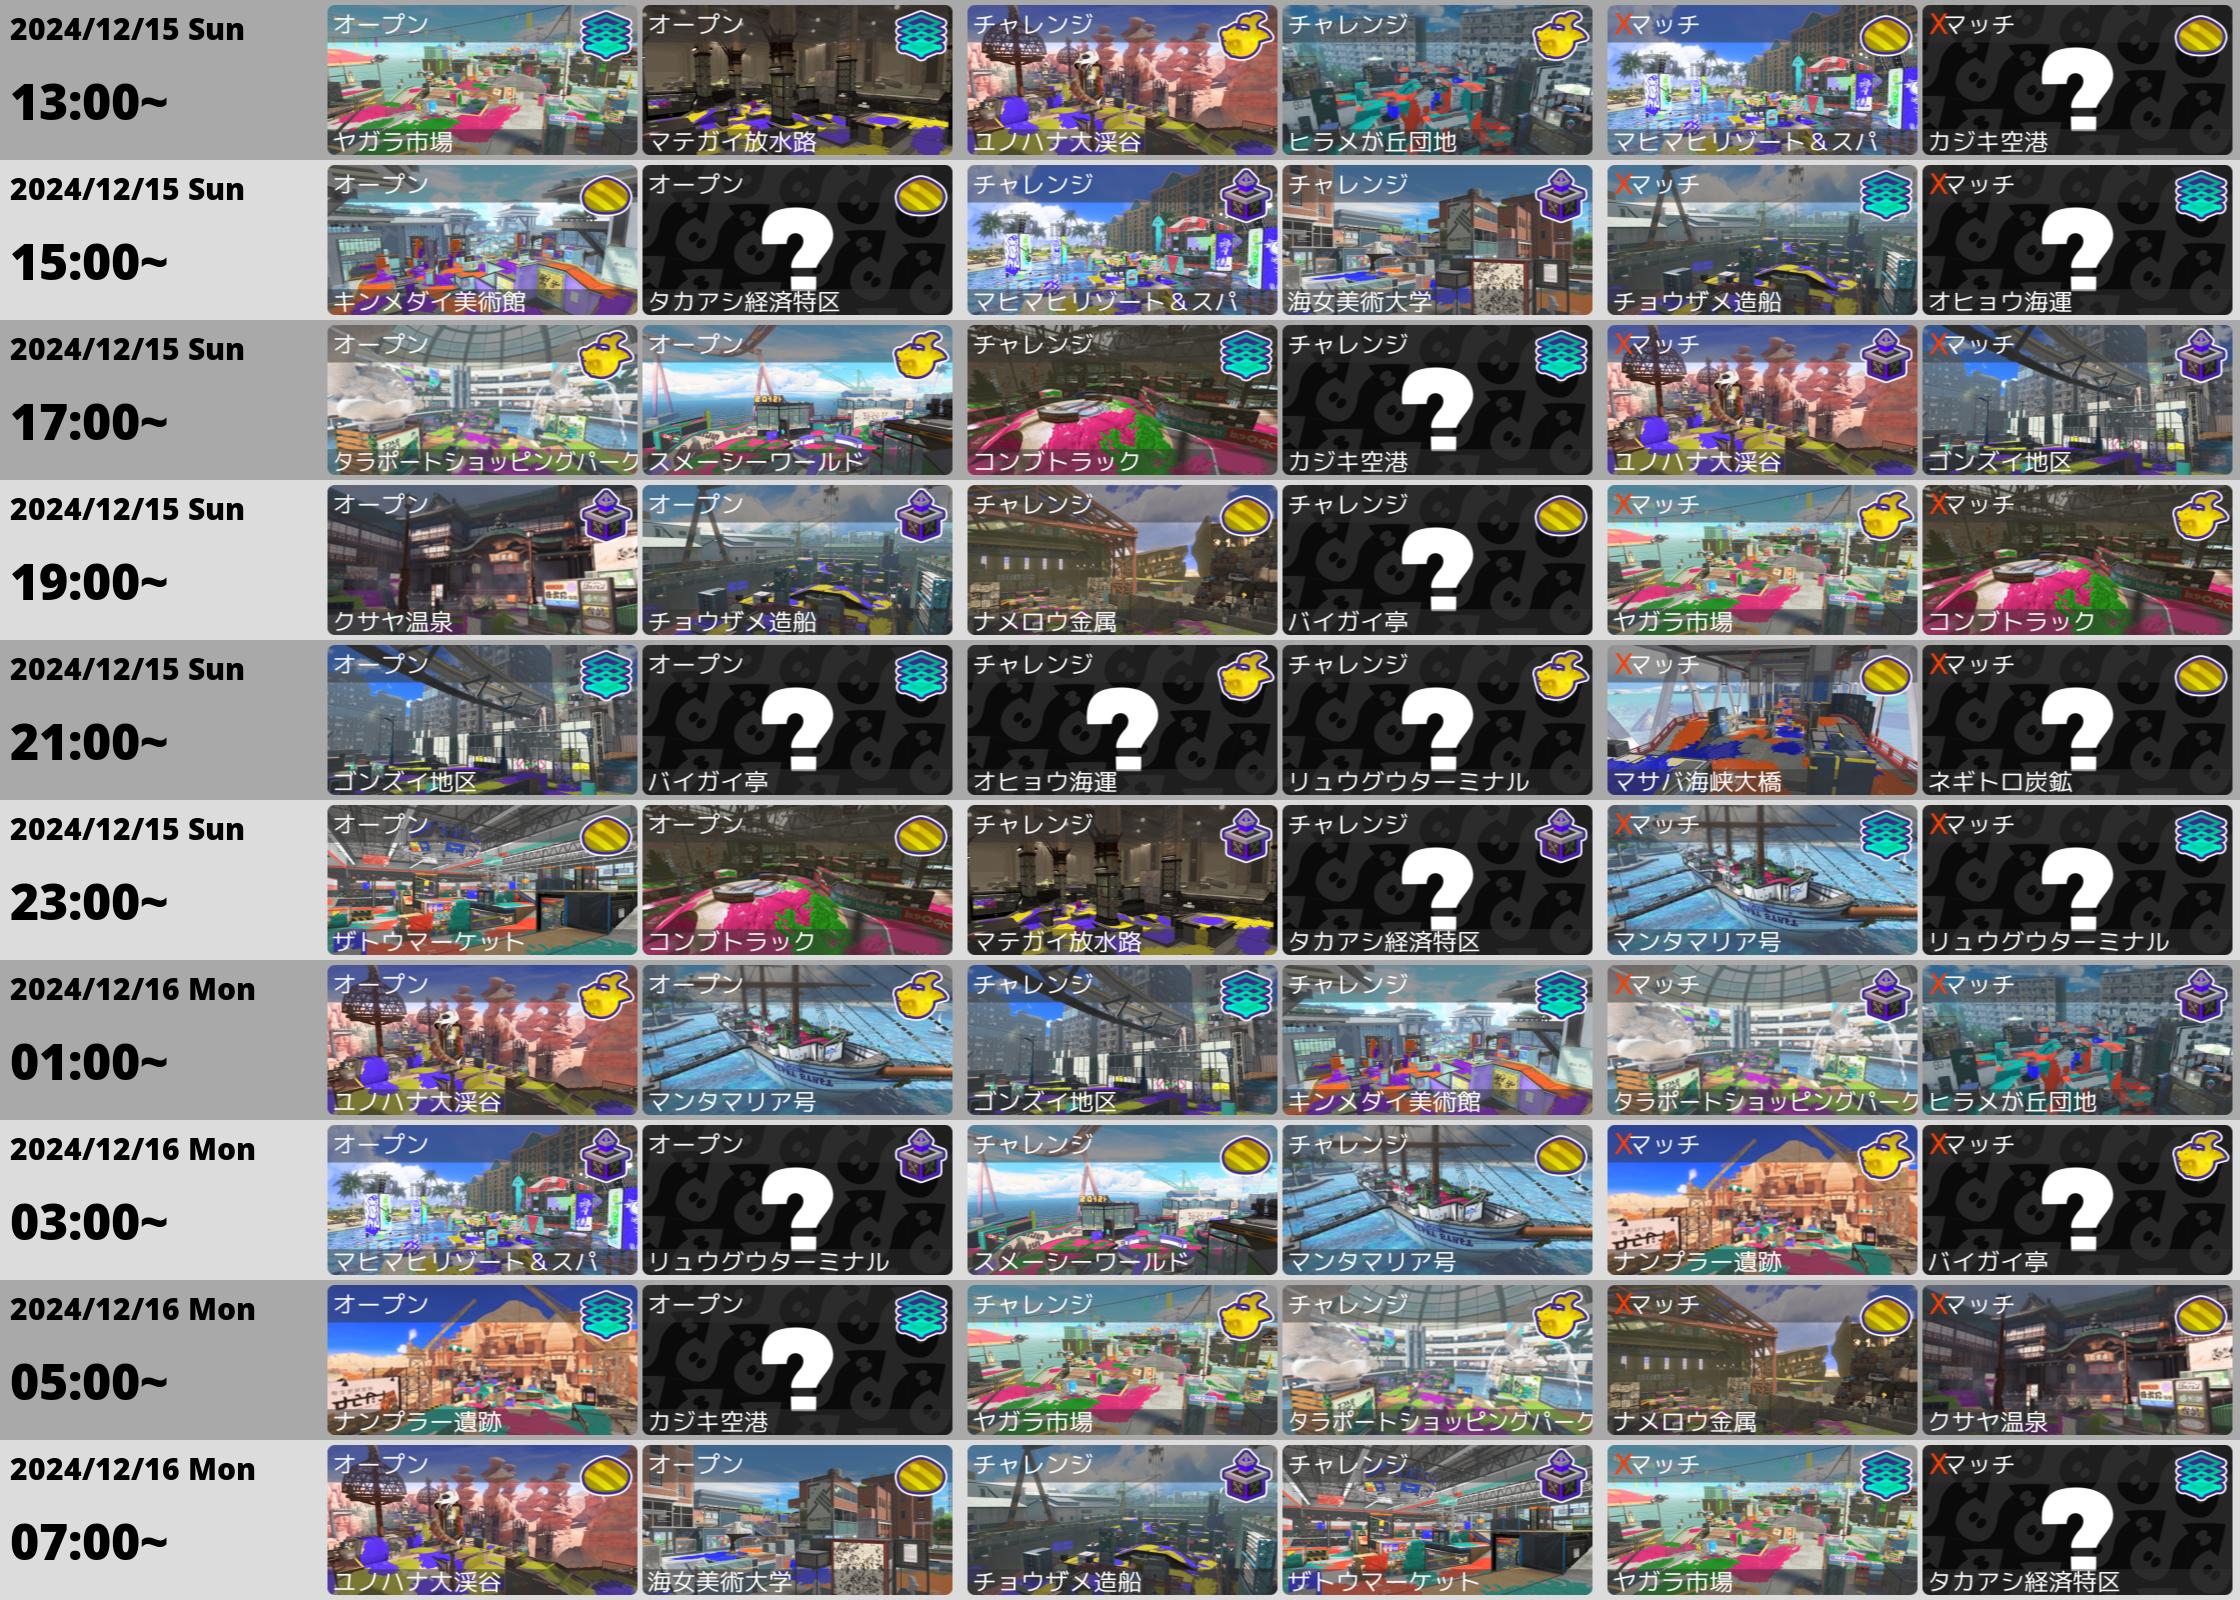 2024/12/15 Sun
13:00~
オープン
ヤガラ市場
オープン
マテガイ放水路
チャレンジ
ユノハナ大渓谷
チャレンジ
ヒラメが丘団地
Xマッチ
マヒマヒリゾート＆スパ
Xマッチ
カジキ空港
2024/12/15 Sun
15:00~
オープン
キンメダイ美術館
オープン
タカアシ経済特区
チャレンジ
マヒマヒリゾート＆スパ
チャレンジ
海女美術大学
Xマッチ
チョウザメ造船
Xマッチ
オヒョウ海運
2024/12/15 Sun
17:00~
オープン
タラポートショッピングパーク
オープン
スメーシーワールド
チャレンジ
コンブトラック
チャレンジ
カジキ空港
Xマッチ
ユノハナ大渓谷
Xマッチ
ゴンズイ地区
2024/12/15 Sun
19:00~
オープン
クサヤ温泉
オープン
チョウザメ造船
チャレンジ
ナメロウ金属
チャレンジ
バイガイ亭
Xマッチ
ヤガラ市場
Xマッチ
コンブトラック
2024/12/15 Sun
21:00~
オープン
ゴンズイ地区
オープン
バイガイ亭
チャレンジ
オヒョウ海運
チャレンジ
リュウグウターミナル
Xマッチ
マサバ海峡大橋
Xマッチ
ネギトロ炭鉱
2024/12/15 Sun
23:00~
オープン
ザトウマーケット
オープン
コンブトラック
チャレンジ
マテガイ放水路
チャレンジ
タカアシ経済特区
Xマッチ
マンタマリア号
Xマッチ
リュウグウターミナル
2024/12/16 Mon
01:00~
オープン
ユノハナ大渓谷
オープン
マンタマリア号
チャレンジ
ゴンズイ地区
チャレンジ
キンメダイ美術館
Xマッチ
タラポートショッピングパーク
Xマッチ
ヒラメが丘団地
2024/12/16 Mon
03:00~
オープン
マヒマヒリゾート＆スパ
オープン
リュウグウターミナル
チャレンジ
スメーシーワールド
チャレンジ
マンタマリア号
Xマッチ
ナンプラー遺跡
Xマッチ
バイガイ亭
2024/12/16 Mon
05:00~
オープン
ナンプラー遺跡
オープン
カジキ空港
チャレンジ
ヤガラ市場
チャレンジ
タラポートショッピングパーク
Xマッチ
ナメロウ金属
Xマッチ
クサヤ温泉
2024/12/16 Mon
07:00~
オープン
ユノハナ大渓谷
オープン
海女美術大学
チャレンジ
チョウザメ造船
チャレンジ
ザトウマーケット
Xマッチ
ヤガラ市場
Xマッチ
タカアシ経済特区